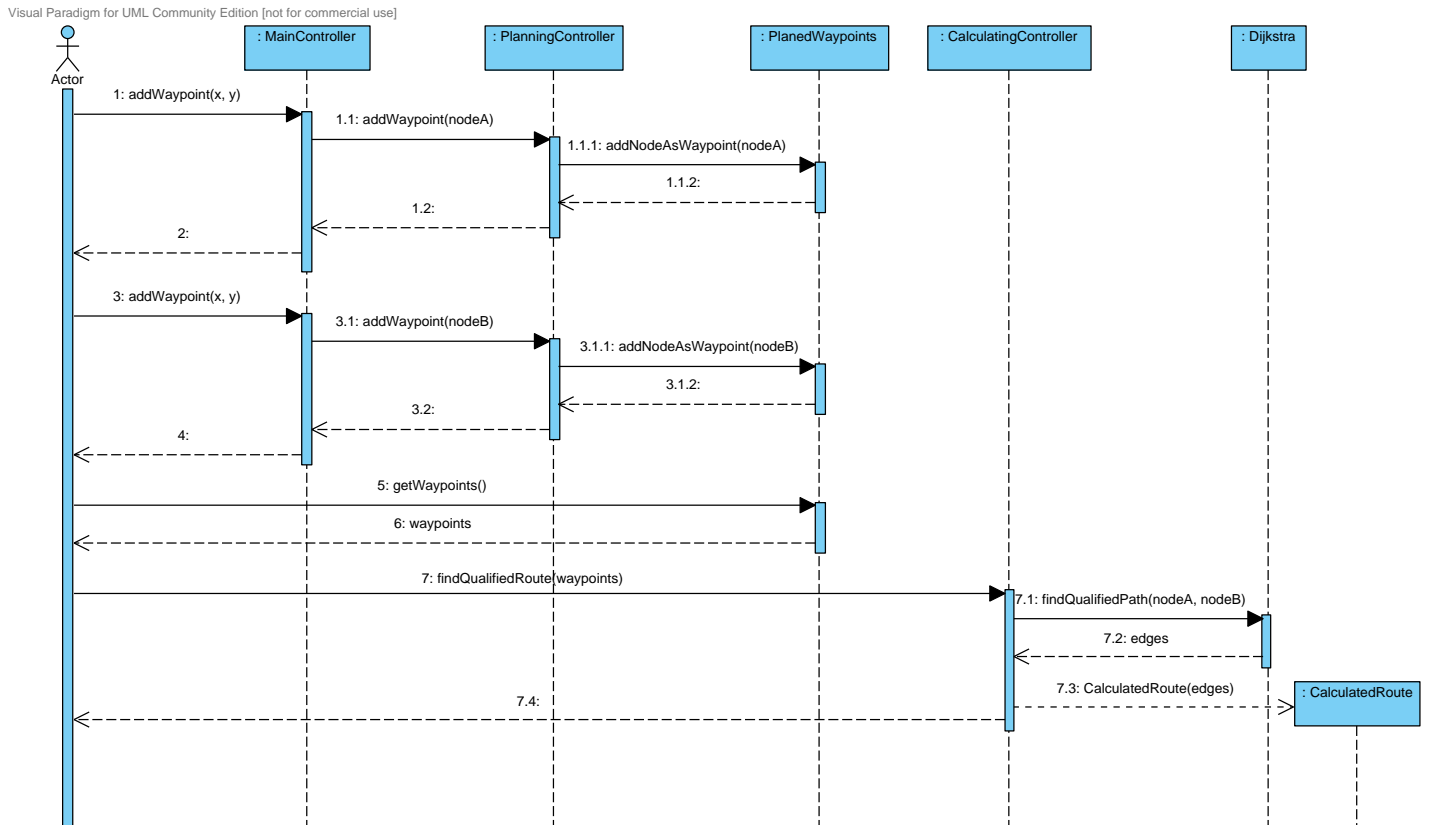 Visual Paradigm for UML Community Edition [not for commercial use]
Actor
: MainController
: PlanningController
: PlanedWaypoints
: CalculatingController
: Dijkstra
1: addWaypoint(x, y)
1.1: addWaypoint(nodeA)
1.1.1: addNodeAsWaypoint(nodeA)
1.1.2:
1.2:
2:
3: addWaypoint(x, y)
3.1: addWaypoint(nodeB)
3.1.1: addNodeAsWaypoint(nodeB)
3.1.2:
3.2:
4:
5: getWaypoints()
6: waypoints
7: findQualifiedRoute(waypoints)
7.1: findQualifiedPath(nodeA, nodeB)
7.2: edges
7.3: CalculatedRoute(edges)
: CalculatedRoute
7.4: